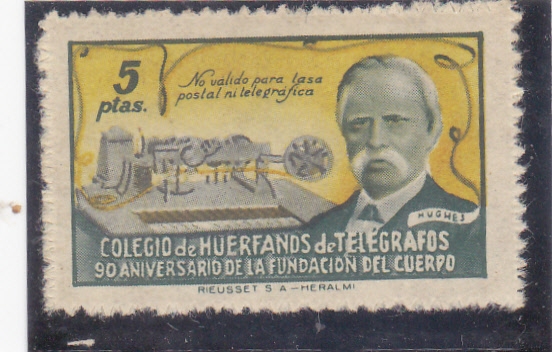 5
ptas.
No válido para tasa
postal ni telegráfica
HUGHES
COLEGIO de HUERFANOS de TELEGRAFOS
90 ANIVERSARIO DE LA FUNDACION DEL CUERPO
RIEUSSET S A - HERALMI